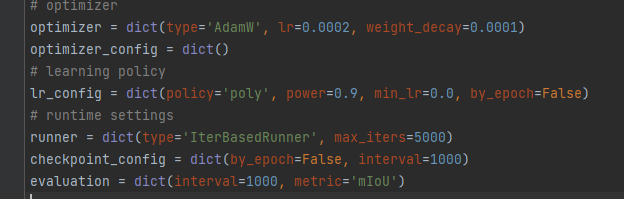 # optimizer
optimizer = dict(type='AdamW', lr=0.0002, weight_decay=0.0001)
optimizer_config = dict()
# learning policy
lr_config = dict(policy='poly', power=0.9, min_lr=0.0, by_epoch=False)
# runtime settings
runner = dict(type='IterBasedRunner', max_iters=5000)
checkpoint_config = dict(by_epoch=False, interval=1000)
evaluation = dict(interval=1000, metric='mIoU')